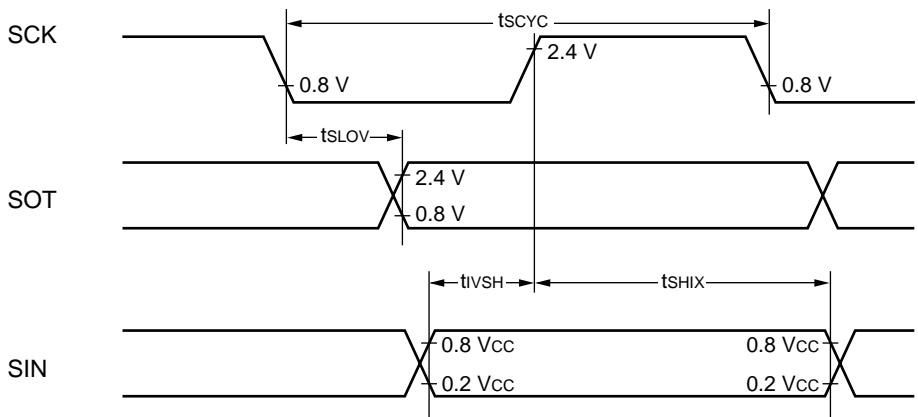 tSCYC
SCK
2.4 V
0.8 V
0.8 V
tSLOV
2.4 V
SOT
0.8 V
tIVSH
tSHIX
0.8 VCC
0.8 VCC
SIN
0.2 VCC
0.2 VCC